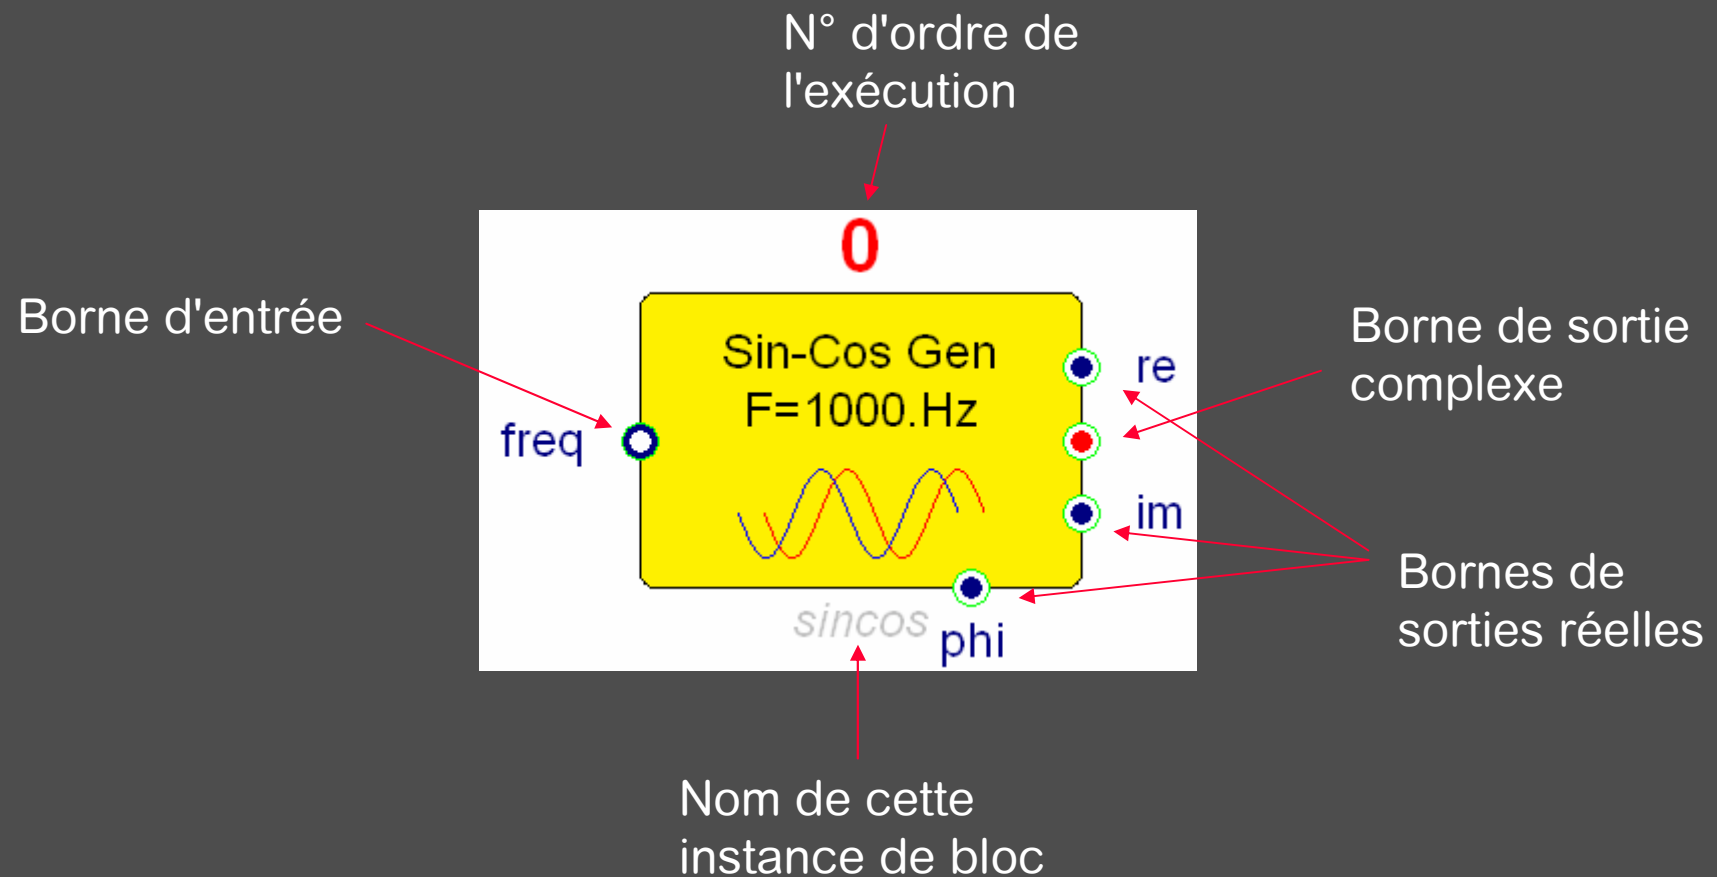 N° d'ordre de
l'exécution
0
Borne d'entrée
Sin-Cos Gen
F=1000.Hz
freq
re
im
sincos
phi
Borne de sortie
complexe
Bornes de
sorties réelles
Nom de cette
instance de bloc